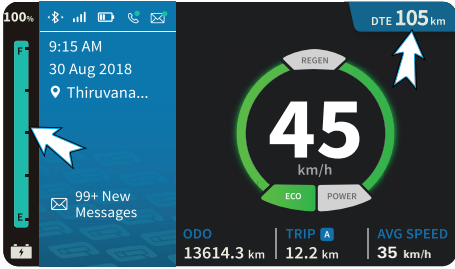 100%
F
E
9:15 AM
30 Aug 2018
Thiruvana...
99+ New
Messages
DTE 105 km
REGEN
45
km/h
ECO
POWER
ODO
13614.3 km
TRIP A
12.2 km
AVG SPEED
35 km/h